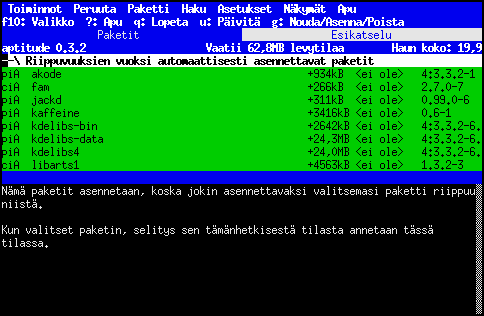 Toiminnot Peruuta Paketti Haku Asetukset Näkymät Apu
f10: Valikko ?: Apu q: Lopeta u: Päivitä g: Nouda/Asenna/Poista
Paketit Esikatselu
aptitude 0.3.2 Vaatii 62,8MB levytilaa Haun koko: 19,9
--\ Riippuvuuksien vuoksi automaattisesti asennettavat paketit
piA akode +934kB <ei ole> 4:3.3.2-1
ciA fam +266kB <ei ole> 2.7.0-7
piA jackd +311kB <ei ole> 0.99.0-6
piA kaffeine +3416kB <ei ole> 0.6-1
piA kdelibs-bin +2642kB <ei ole> 4:3.3.2-6.
piA kdelibs-data +24,3MB <ei ole> 4:3.3.2-6.
piA kdelibs4 +24,0MB <ei ole> 4:3.3.2-6.
ciA libarts1 +4563kB <ei ole> 1.3.2-3
Nämä paketit asennetaan, koska jokin asennettavaksi valitsemasi paketti riippuu
niistä.
Kun valitset paketin, selitys sen tämänhetkisestä tilasta annetaan tässä
tilassa.